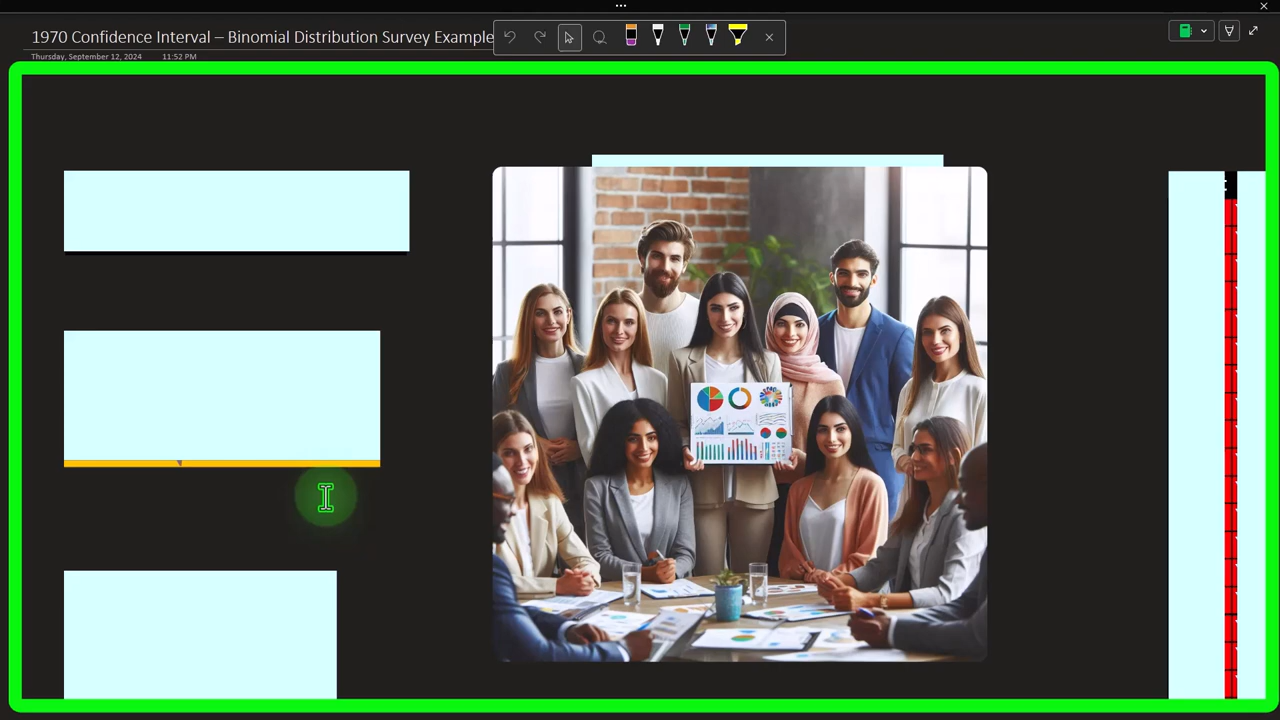 1970 Confidence Interval – Binomial Distribution Survey Example
Thursday, September 12, 2024 11:52 PM